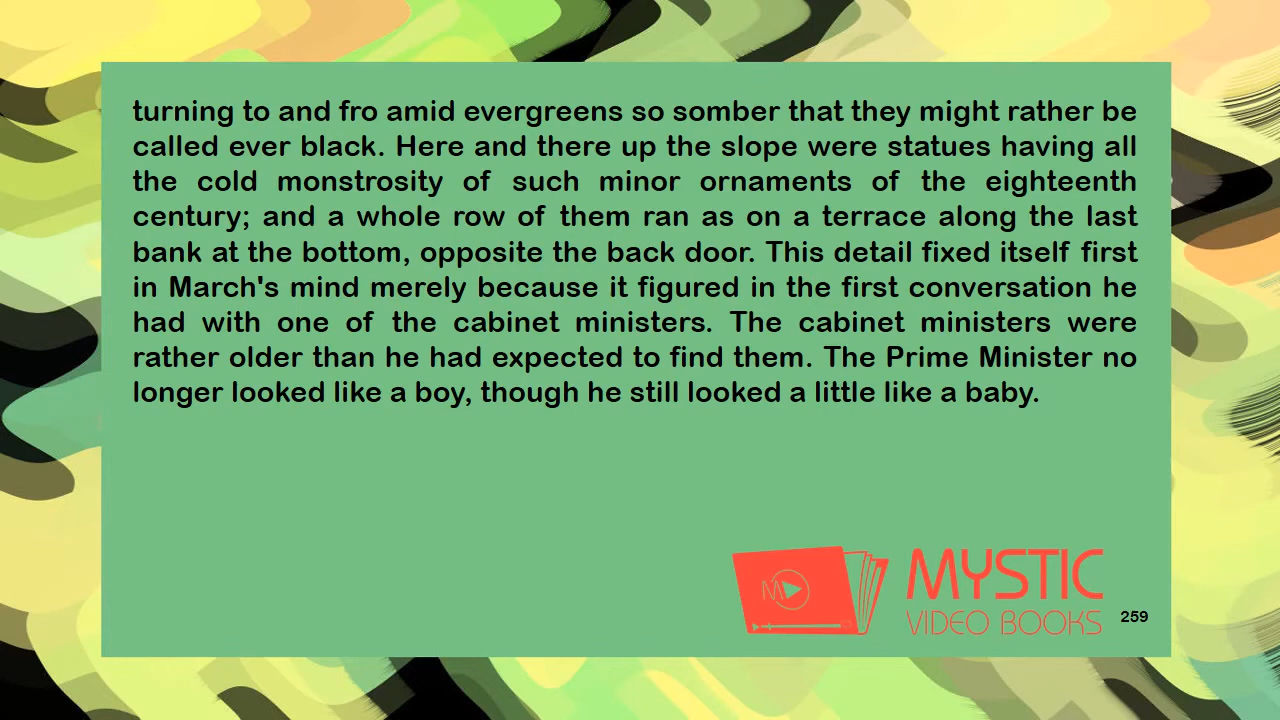 turning to and fro amid evergreens so somber that they might rather be
called ever black. Here and there up the slope were statues having all
the cold monstrosity of such minor ornaments of the eighteenth
century; and a whole row of them ran as on a terrace along the last
bank at the bottom, opposite the back door. This detail fixed itself first
in March's mind merely because it figured in the first conversation he
had with one of the cabinet ministers. The cabinet ministers were
rather older than he had expected to find them. The Prime Minister no
longer looked like a boy, though he still looked a little like a baby.
M
MYSTIC
VIDEO BOOKS
259